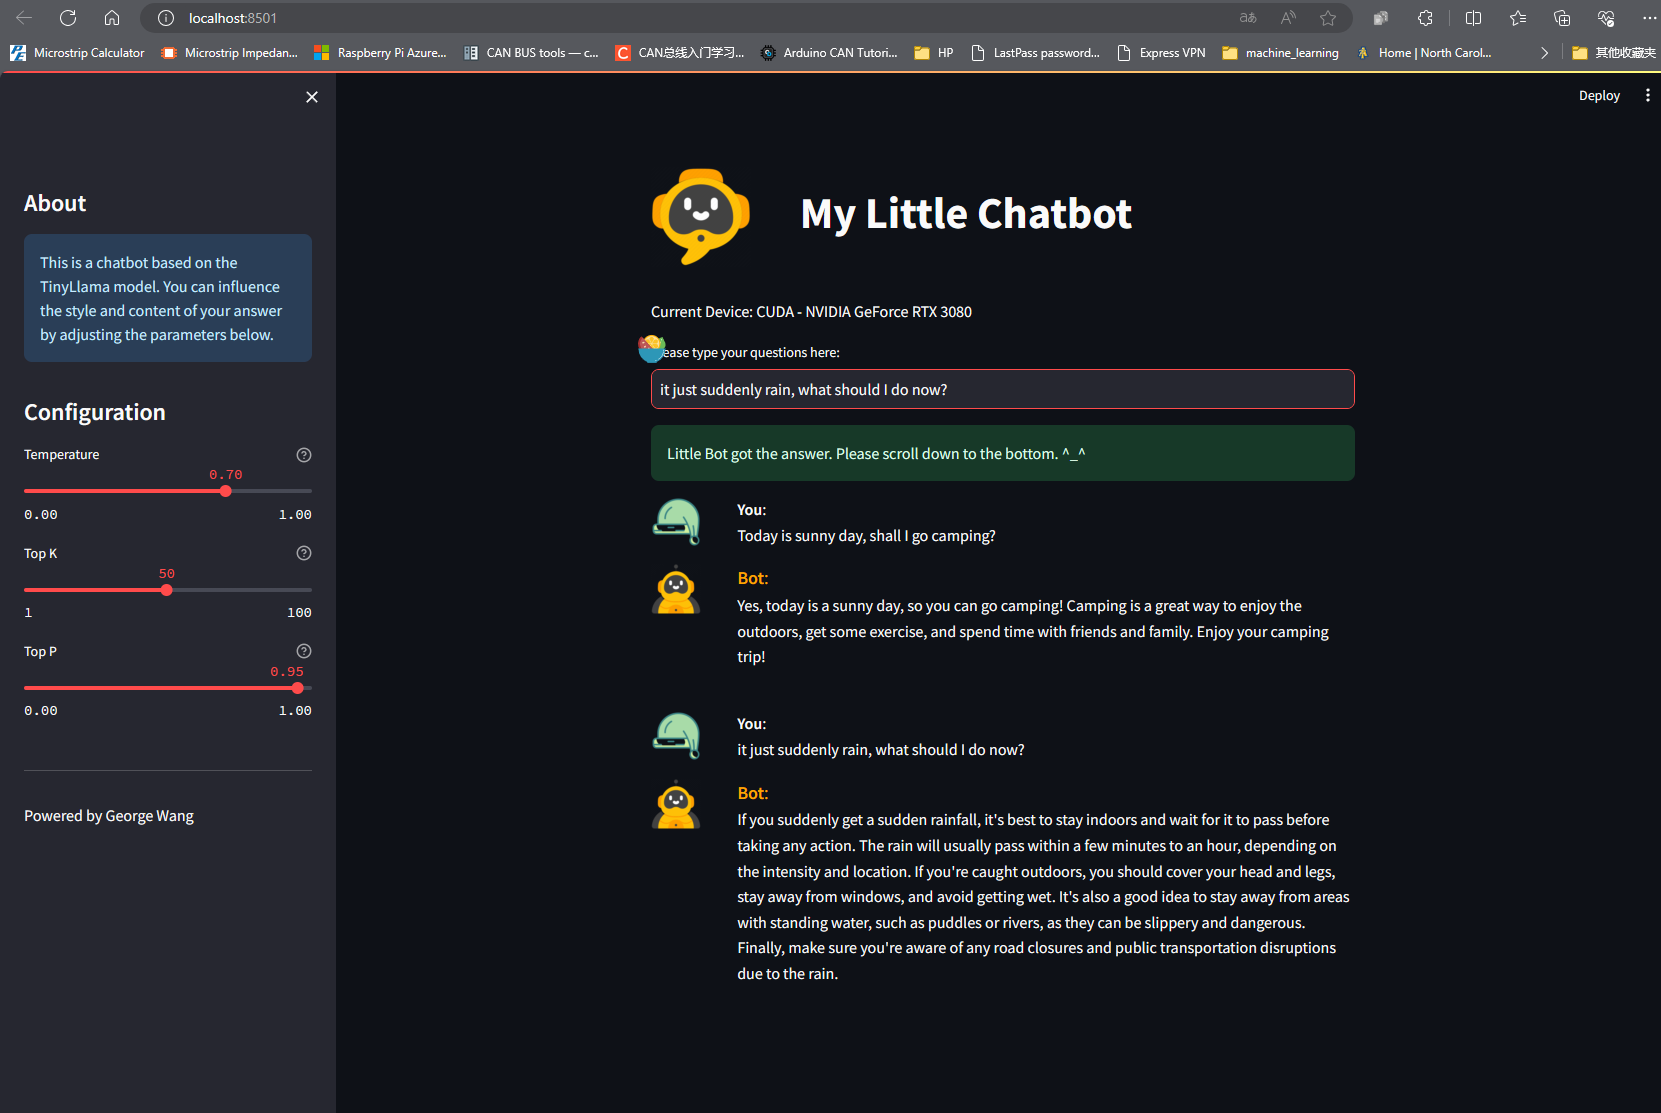 localhost:8501
Microstrip Calculator
Microstrip Impedan...
Raspberry Pi Azure...
CAN BUS tools — c...
CAN总线入门学习...
Arduino CAN Tutori...
HP
LastPass password...
Express VPN
machine_learning
Home | North Carol...
其他收藏夹
Deploy
About
This is a chatbot based on the
TinyLlama model. You can influence
the style and content of your answer
by adjusting the parameters below.
Configuration
Temperature
0.70
0.00 1.00
Top K
50
1 100
Top P
0.95
0.00 1.00
Powered by George Wang
My Little Chatbot
Current Device: CUDA - NVIDIA GeForce RTX 3080
ease type your questions here:
it just suddenly rain, what should I do now?
Little Bot got the answer. Please scroll down to the bottom. ^_^
You:
Today is sunny day, shall I go camping?
Bot:
Yes, today is a sunny day, so you can go camping! Camping is a great way to enjoy the
outdoors, get some exercise, and spend time with friends and family. Enjoy your camping
trip!
You:
it just suddenly rain, what should I do now?
Bot:
If you suddenly get a sudden rainfall, it's best to stay indoors and wait for it to pass before
taking any action. The rain will usually pass within a few minutes to an hour, depending on
the intensity and location. If you're caught outdoors, you should cover your head and legs,
stay away from windows, and avoid getting wet. It's also a good idea to stay away from areas
with standing water, such as puddles or rivers, as they can be slippery and dangerous.
Finally, make sure you're aware of any road closures and public transportation disruptions
due to the rain.